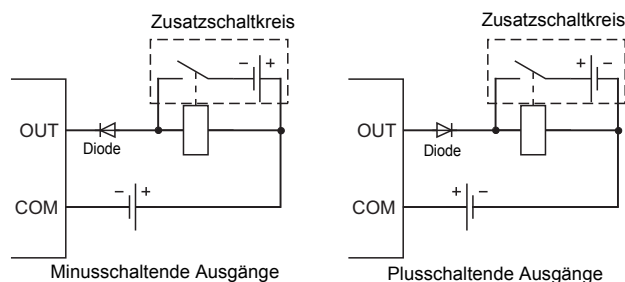 Zusatzschaltkreis
− +
OUT
Diode
− +
COM
Minusschaltende Ausgänge
Zusatzschaltkreis
+ −
OUT
Diode
+ −
COM
Plusschaltende Ausgänge